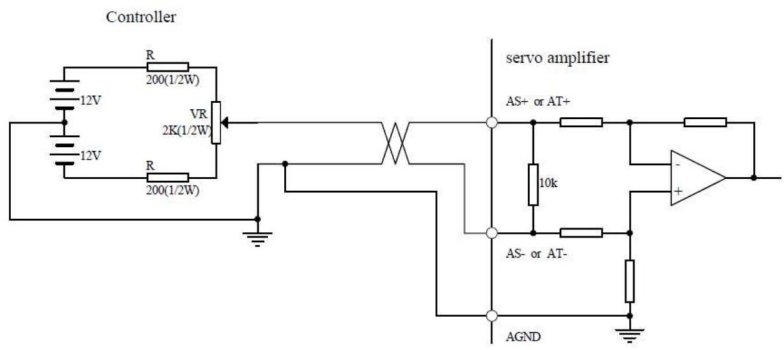 Controller
servo amplifier
R
200(1/2W)
12V
VR
2K(1/2W)
12V
R
200(1/2W)
AS+ or AT+
10k
-
+
AS- or AT-
AGND